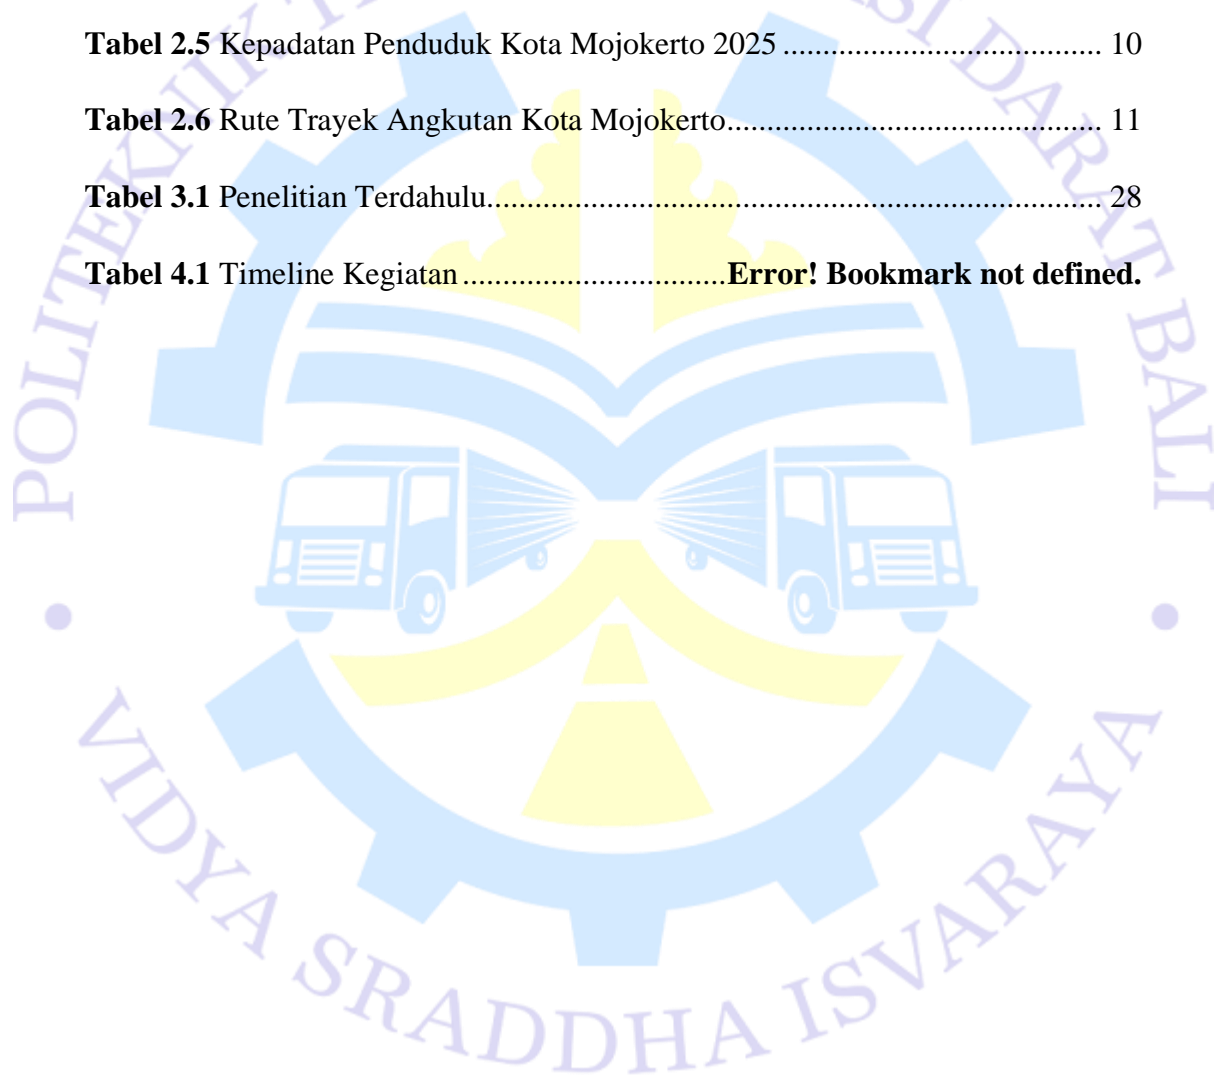 Tabel 2.5 Kepadatan Penduduk Kota Mojokerto 2025 ......................................... 10
Tabel 2.6 Rute Trayek Angkutan Kota Mojokerto................................................ 11
Tabel 3.1 Penelitian Terdahulu............................................................................... 28
Tabel 4.1 Timeline Kegiatan ..................................Error! Bookmark not defined.
DARAT BALI
VIDYA SRADDHA ISVARAYA